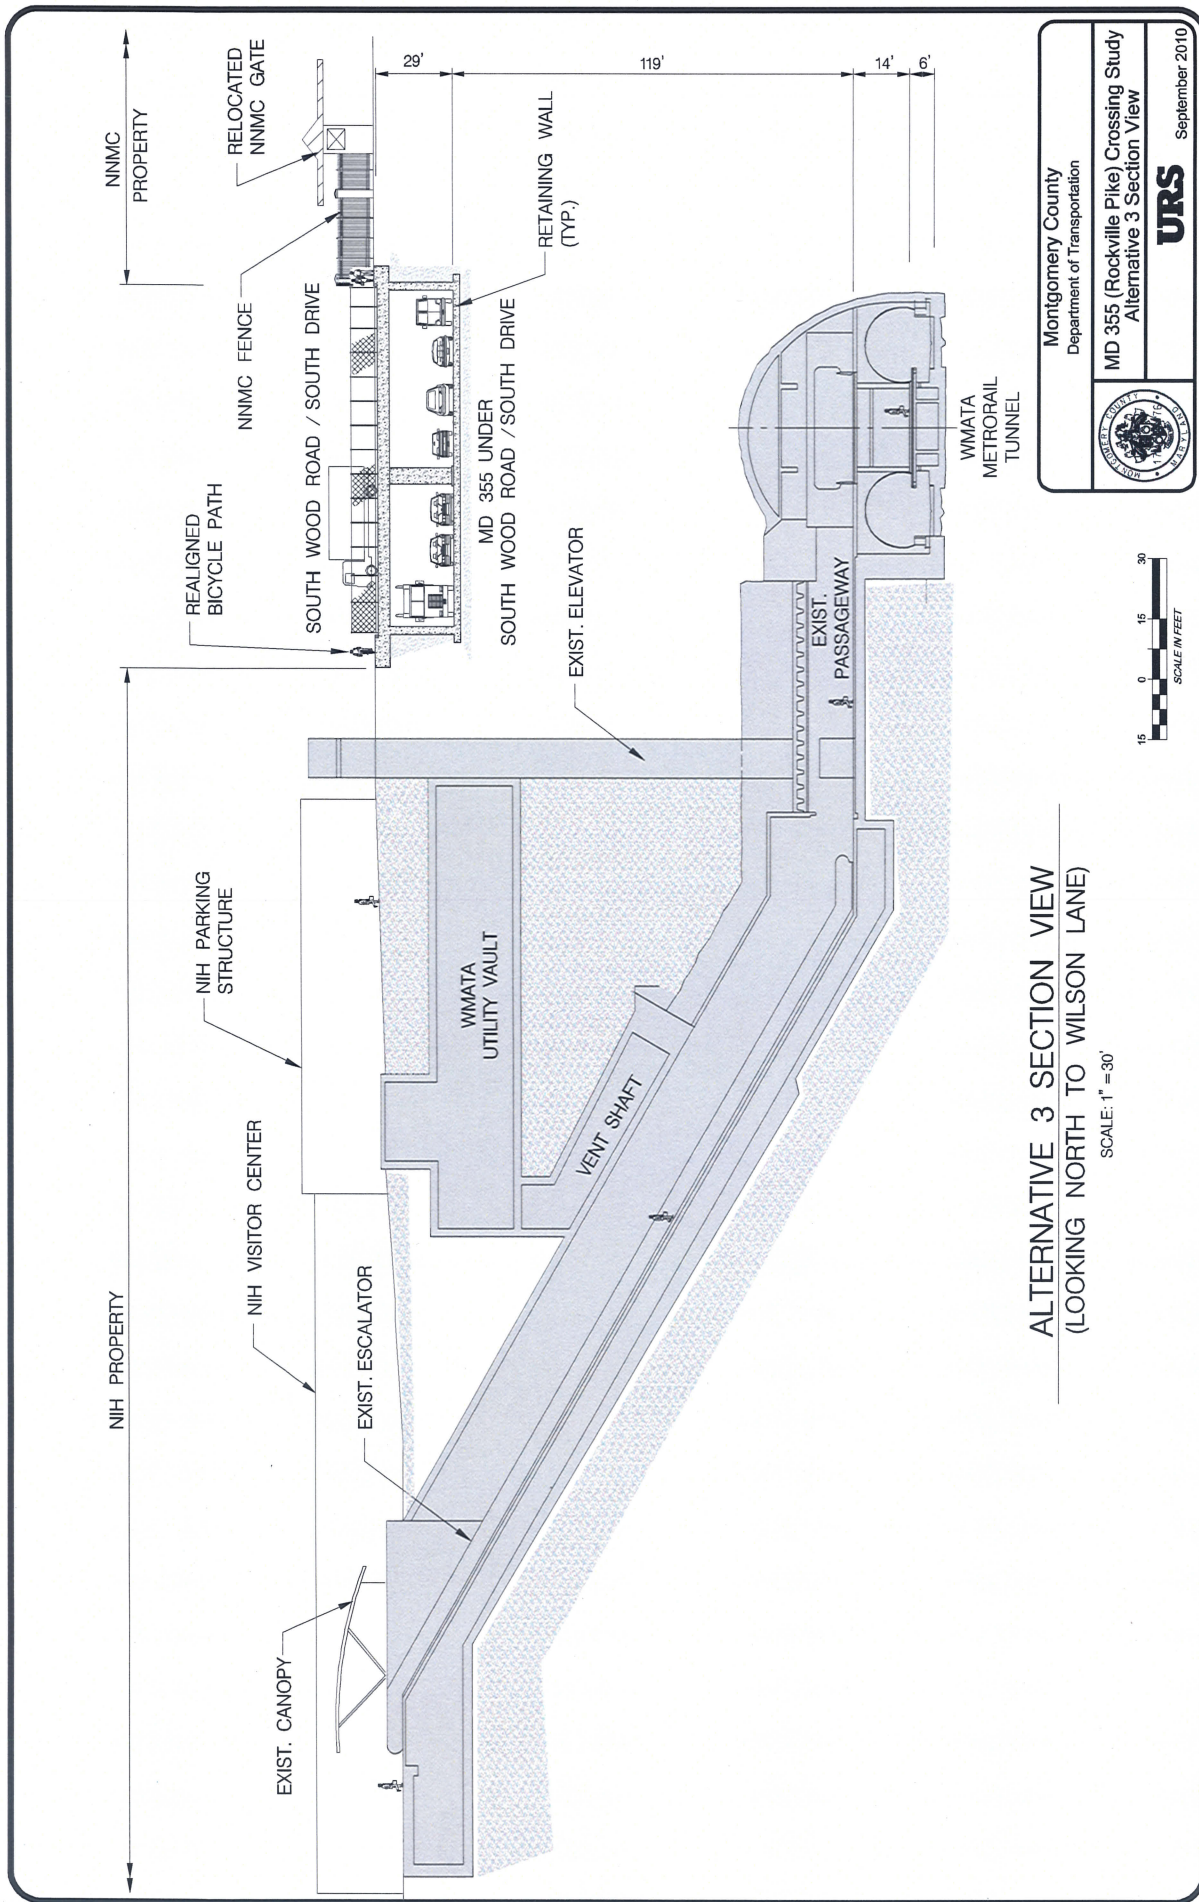 NIH PROPERTY
NNMC
PROPERTY
EXIST. CANOPY
NIH VISITOR CENTER
NIH PARKING
STRUCTURE
REALIGNED
BICYCLE PATH
NNMC FENCE
RELOCATED
NNMC GATE
SOUTH WOOD ROAD / SOUTH DRIVE
29'
119'
14'
6'
EXIST. ESCALATOR
WMATA
UTILITY VAULT
VENT SHAFT
EXIST. ELEVATOR
MD 355 UNDER
SOUTH WOOD ROAD / SOUTH DRIVE
RETAINING WALL
(TYP.)
EXIST.
PASSAGEWAY
WMATA
METRORAIL
TUNNEL
ALTERNATIVE 3 SECTION VIEW
(LOOKING NORTH TO WILSON LANE)
SCALE: 1" = 30'
15 0 15 30
SCALE IN FEET
Montgomery County
Department of Transportation
MONTGOMERY COUNTY
MARYLAND
MD 355 (Rockville Pike) Crossing Study
Alternative 3 Section View
URS
September 2010